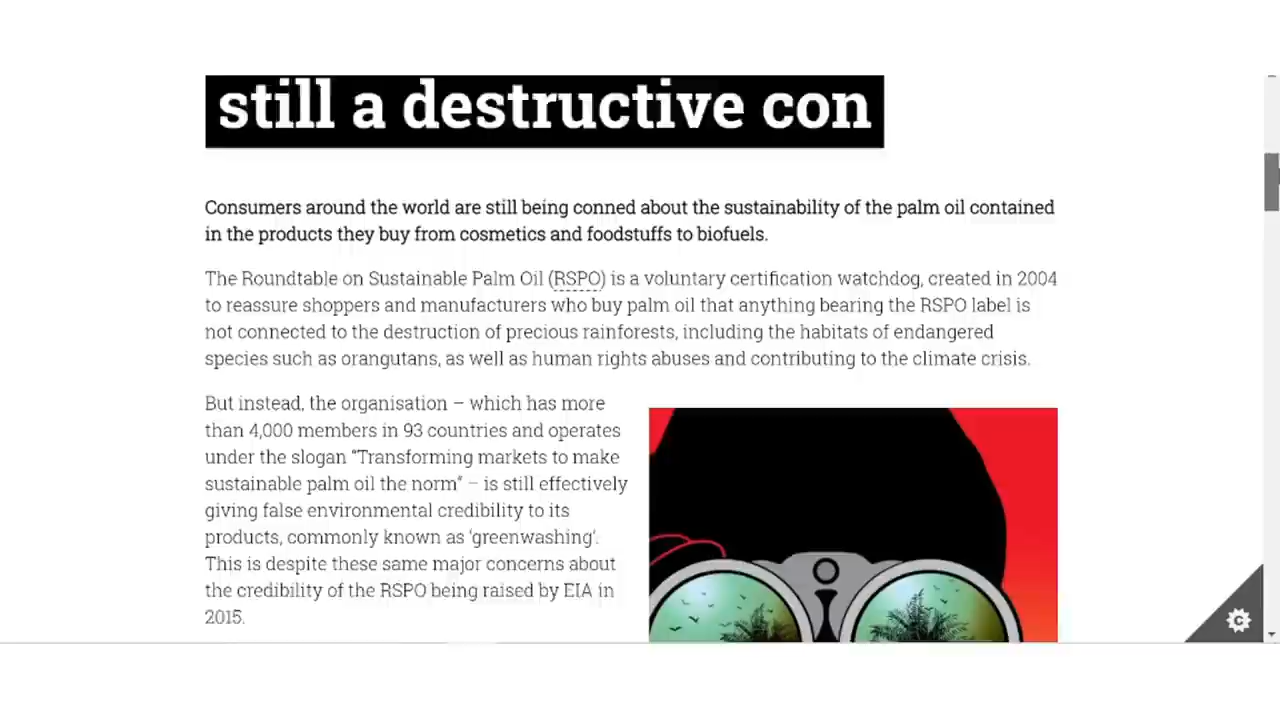 still a destructive con
Consumers around the world are still being conned about the sustainability of the palm oil contained
in the products they buy from cosmetics and foodstuffs to biofuels.
The Roundtable on Sustainable Palm Oil (RSPO) is a voluntary certification watchdog, created in 2004
to reassure shoppers and manufacturers who buy palm oil that anything bearing the RSPO label is
not connected to the destruction of precious rainforests, including the habitats of endangered
species such as orangutans, as well as human rights abuses and contributing to the climate crisis.
But instead, the organisation – which has more
than 4,000 members in 93 countries and operates
under the slogan “Transforming markets to make
sustainable palm oil the norm” – is still effectively
giving false environmental credibility to its
products, commonly known as ‘greenwashing’.
This is despite these same major concerns about
the credibility of the RSPO being raised by EIA in
2015.
C